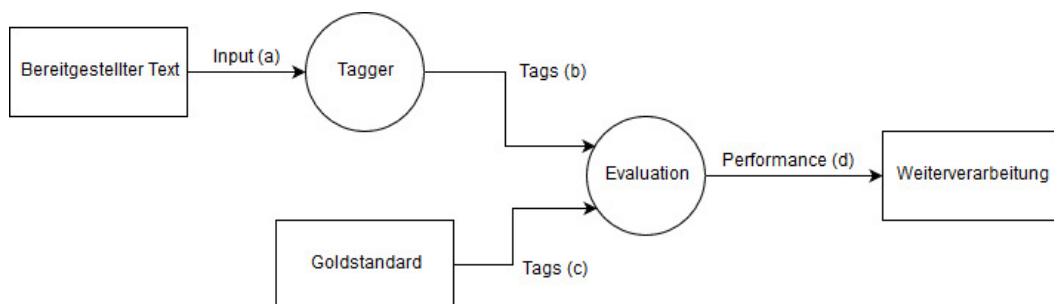 Bereitgestellter Text
Input (a)
Tagger
Tags (b)
Evaluation
Performance (d)
Weiterverarbeitung
Goldstandard
Tags (c)